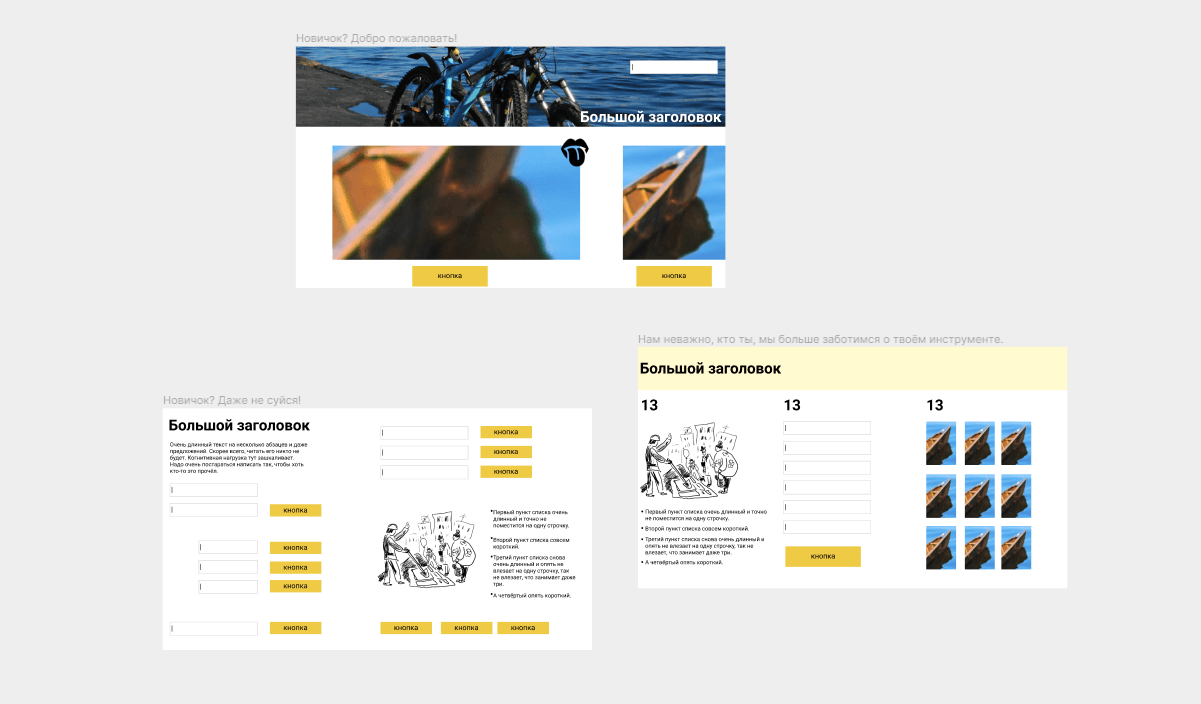 Новичок? Добро пожаловать!
Большой заголовок
кнопка
кнопка
Нам неважно, кто ты, мы больше заботимся о твоём инструменте.
Большой заголовок
13
13
13
• Первый пункт списка очень длинный и точно
не поместится на одну строчку.
• Второй пункт списка совсем короткий.
• Третий пункт списка снова очень длинный и
опять не влезает на одну строчку, так не
влезает, что занимает даже три.
• А четвёртый опять короткий.
кнопка
Новичок? Даже не суйся!
Большой заголовок
Очень длинный текст на несколько абзацев и даже
предложений. Скорее всего, читать его никто не
будет. Когнитивная нагрузка тут зашкаливает.
Надо очень постараться написать так, чтобы хоть
кто-то это прочёл.
кнопка
кнопка
кнопка
кнопка
кнопка
кнопка
кнопка
кнопка
•Первый пункт списка очень
длинный и точно не
поместится на одну строчку.
•Второй пункт списка совсем
короткий.
•Третий пункт списка снова
очень длинный и опять не
влезает на одну строчку, так
не влезает, что занимает даже
три.
•А четвёртый опять короткий.
кнопка
кнопка
кнопка